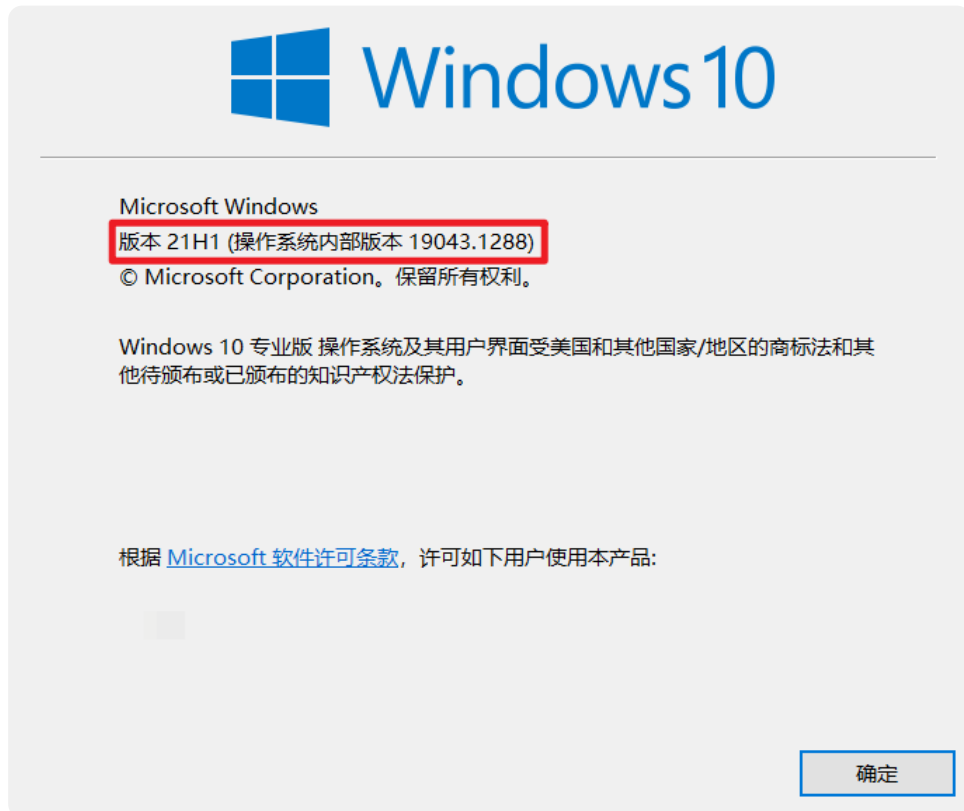 Windows 10
Microsoft Windows
版本 21H1 (操作系统内部版本 19043.1288)
© Microsoft Corporation。保留所有权利。
Windows 10 专业版 操作系统及其用户界面受美国和其他国家/地区的商标法和其
他待颁布或已颁布的知识产权法保护。
根据 Microsoft 软件许可条款，许可如下用户使用本产品:
确定